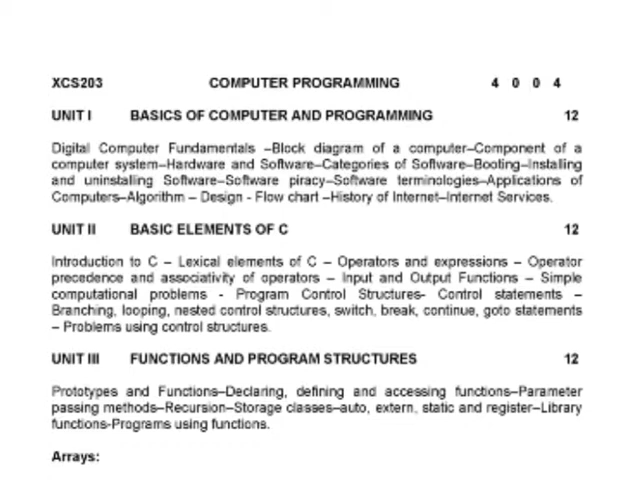 XCS203 COMPUTER PROGRAMMING 4 0 0 4
UNIT I BASICS OF COMPUTER AND PROGRAMMING 12
Digital Computer Fundamentals –Block diagram of a computer–Component of a
computer system–Hardware and Software–Categories of Software–Booting–Installing
and uninstalling Software–Software piracy–Software terminologies–Applications of
Computers–Algorithm – Design - Flow chart –History of Internet–Internet Services.
UNIT II BASIC ELEMENTS OF C 12
Introduction to C – Lexical elements of C – Operators and expressions – Operator
precedence and associativity of operators – Input and Output Functions – Simple
computational problems - Program Control Structures- Control statements –
Branching, looping, nested control structures, switch, break, continue, goto statements
– Problems using control structures.
UNIT III FUNCTIONS AND PROGRAM STRUCTURES 12
Prototypes and Functions–Declaring, defining and accessing functions–Parameter
passing methods–Recursion–Storage classes–auto, extern, static and register–Library
functions-Programs using functions.
Arrays: